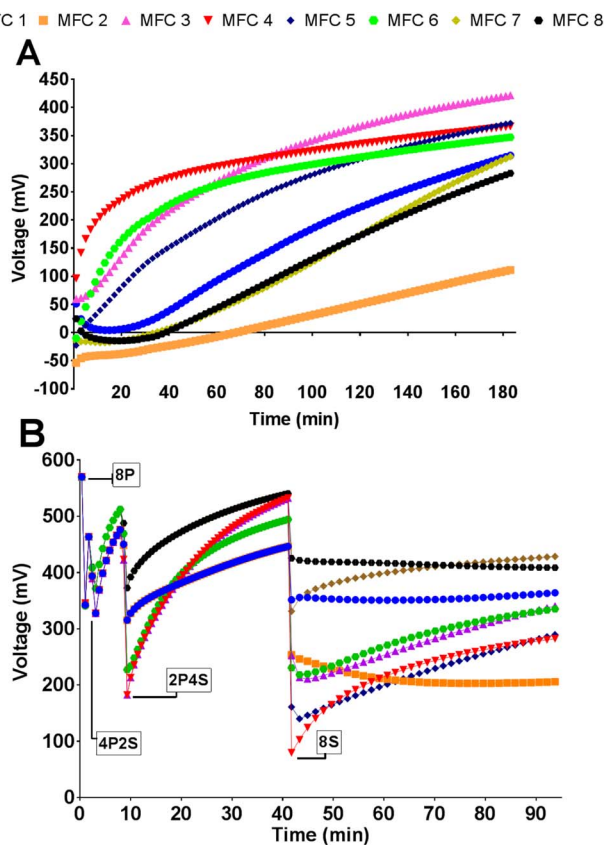 C 1 MFC 2 MFC 3 MFC 4 MFC 5 MFC 6 MFC 7 MFC 8
A
450
400
350
300
250
200
150
100
50
0
-50
-100
20 40 60 80 100 120 140 160 180
Voltage (mV)
Time (min)
B
600
500
400
300
200
100
0
0 10 20 30 40 50 60 70 80 90
Voltage (mV)
Time (min)
8P
4P2S
2P4S
8S